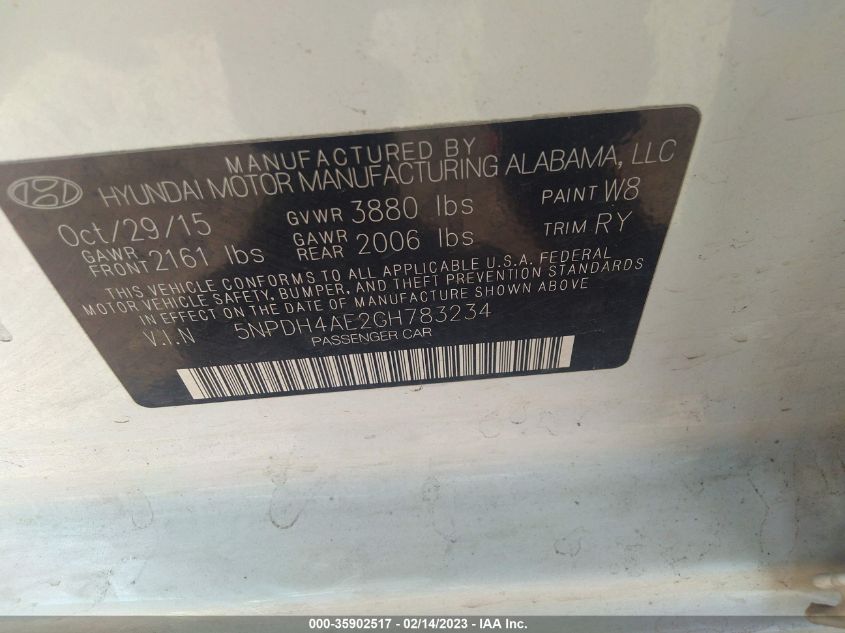 MANUFACTURED BY
HYUNDAI MOTOR MANUFACTURING ALABAMA, LLC
Oct/29/15 GVWR 3880 lbs PAINT W8
GAWR FRONT 2161 lbs GAWR REAR 2006 lbs TRIM RY
THIS VEHICLE CONFORMS TO ALL APPLICABLE U.S.A. FEDERAL
MOTOR VEHICLE SAFETY, BUMPER, AND THEFT PREVENTION STANDARDS
IN EFFECT ON THE DATE OF MANUFACTURE SHOWN ABOVE
V.I.N 5NPDH4AE2GH783234
PASSENGER CAR
000-35902517 - 02/14/2023 - IAA Inc.